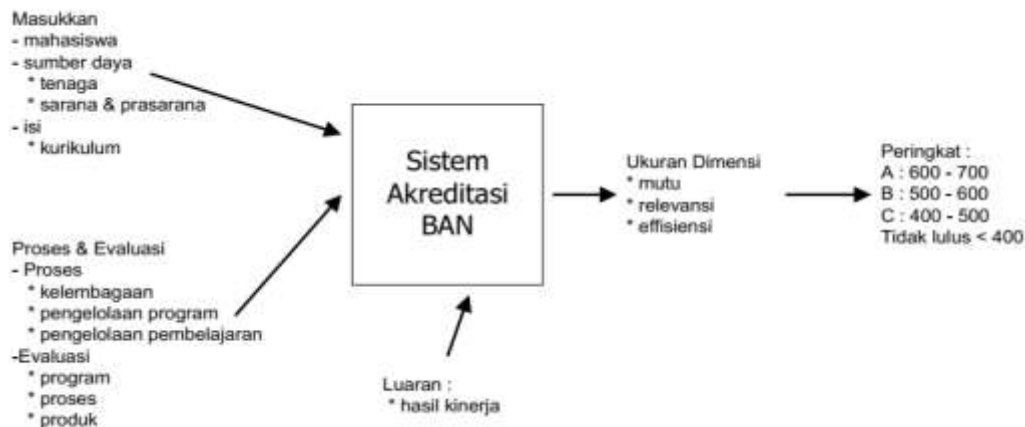 Masukkan
- mahasiswa
- sumber daya
* tenaga
* sarana & prasarana
- isi
* kurikulum
Proses & Evaluasi
- Proses
* kelembagaan
* pengelolaan program
* pengelolaan pembelajaran
-Evaluasi
* program
* proses
* produk
Sistem
Akreditasi
BAN
Luaran :
* hasil kinerja
Ukuran Dimensi
* mutu
* relevansi
* effisiensi
Peringkat :
A : 600 - 700
B : 500 - 600
C : 400 - 500
Tidak lulus < 400